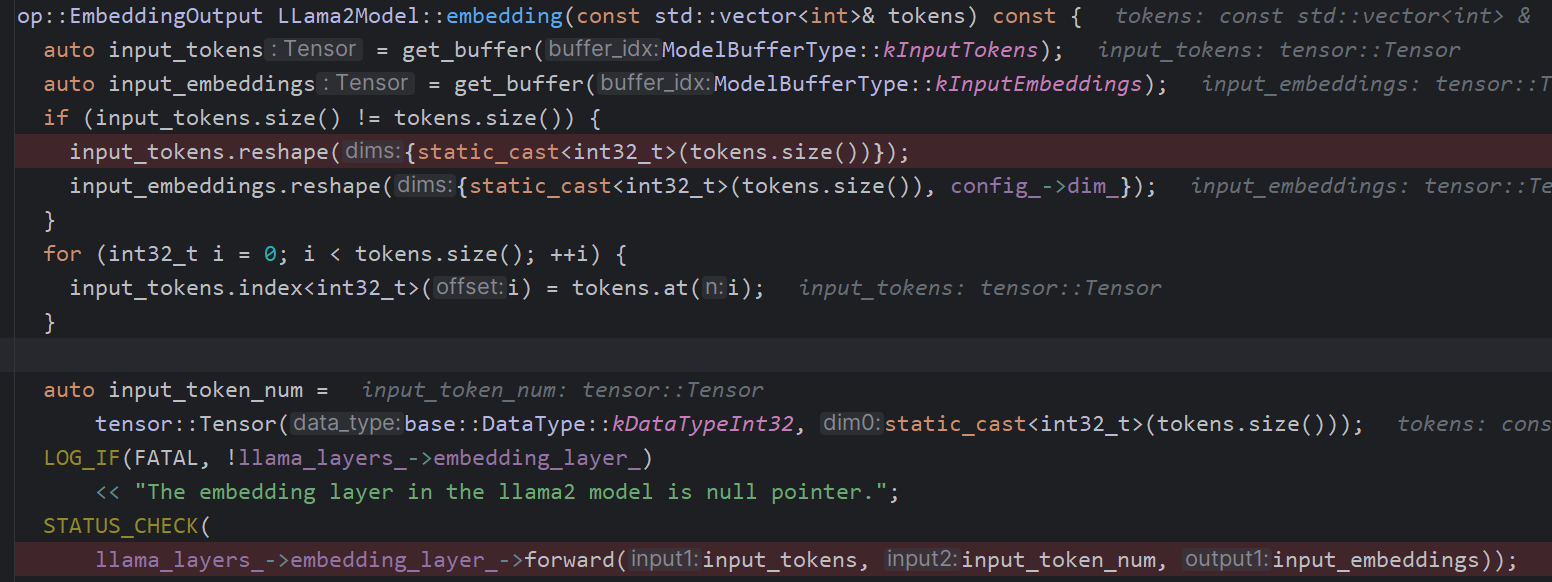 op::EmbeddingOutput LLama2Model::embedding(const std::vector<int>& tokens) const {  tokens: const std::vector<int> &
auto input_tokens : Tensor = get_buffer( buffer_idx: ModelBufferType::kInputTokens);  input_tokens: tensor::Tensor
auto input_embeddings : Tensor = get_buffer( buffer_idx: ModelBufferType::kInputEmbeddings);  input_embeddings: tensor::T
if (input_tokens.size() != tokens.size()) {
input_tokens.reshape( dims: {static_cast<int32_t>(tokens.size())});
input_embeddings.reshape( dims: {static_cast<int32_t>(tokens.size()), config_->dim_});  input_embeddings: tensor::Te
}
for (int32_t i = 0; i < tokens.size(); ++i) {
input_tokens.index<int32_t>( offset: i) = tokens.at( n: i);  input_tokens: tensor::Tensor
}
auto input_token_num =  input_token_num: tensor::Tensor
tensor::Tensor( data_type: base::DataType::kDataTypeInt32, dim0: static_cast<int32_t>(tokens.size()));  tokens: cons
LOG_IF(FATAL, !llama_layers_->embedding_layer_)
<< "The embedding layer in the llama2 model is null pointer.";
STATUS_CHECK(
llama_layers_->embedding_layer_->forward( input1: input_tokens, input2: input_token_num, output1: input_embeddings));